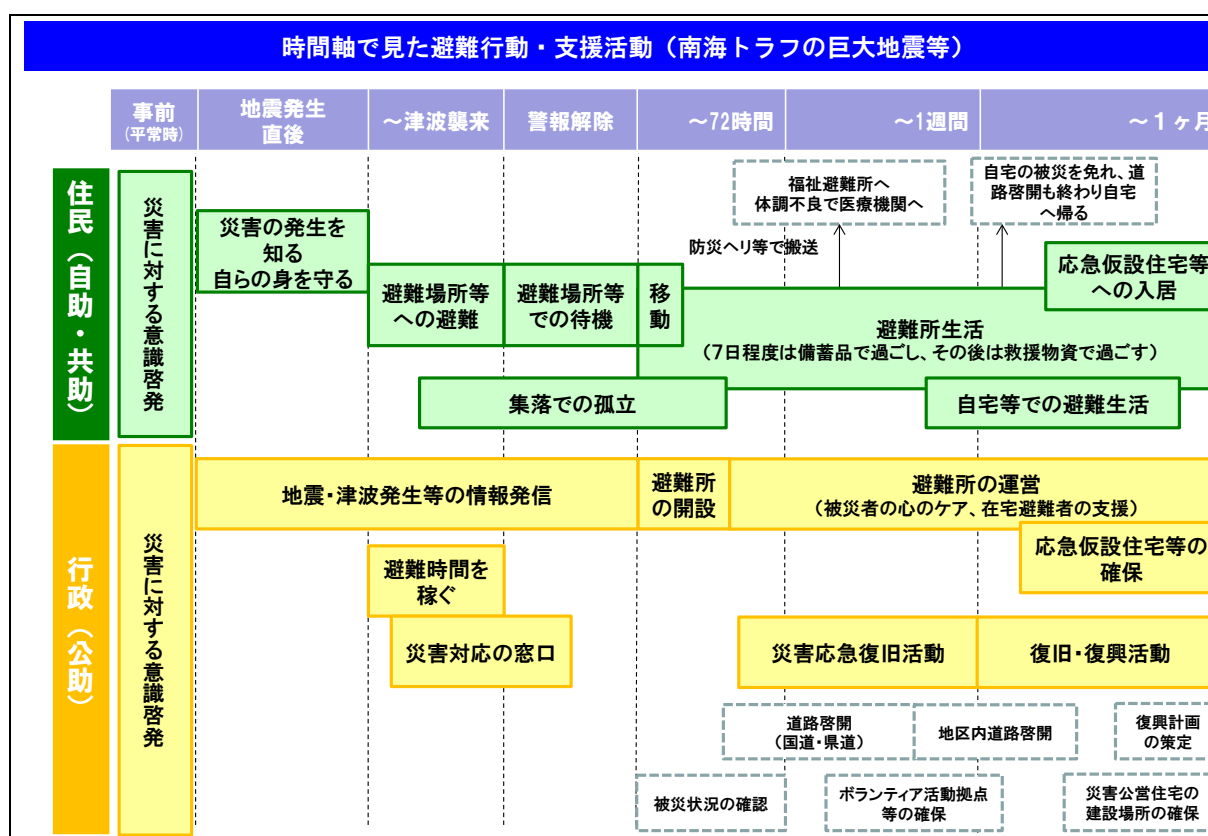 時間軸で見た避難行動・支援活動（南海トラフの巨大地震等）
事前
(平常時)
地震発生
直後
～津波襲来
警報解除
～72時間
～1週間
～１ヶ月
住民（自助・共助）
災害に対する意識啓発
災害の発生を
知る
自らの身を守る
避難場所等
への避難
避難場所等
での待機
移動
防災ヘリ等で搬送
福祉避難所へ
体調不良で医療機関へ
自宅の被災を免れ、道
路啓開も終わり自宅
へ帰る
応急仮設住宅等
への入居
避難所生活
（7日程度は備蓄品で過ごし、その後は救援物資で過ごす）
集落での孤立
自宅等での避難生活
行政（公助）
災害に対する意識啓発
地震・津波発生等の情報発信
避難所
の開設
避難所の運営
（被災者の心のケア、在宅避難者の支援）
応急仮設住宅等の
確保
避難時間を
稼ぐ
災害対応の窓口
災害応急復旧活動
復旧・復興活動
道路啓開
（国道・県道）
地区内道路啓開
復興計画
の策定
被災状況の確認
ボランティア活動拠点
等の確保
災害公営住宅の
建設場所の確保